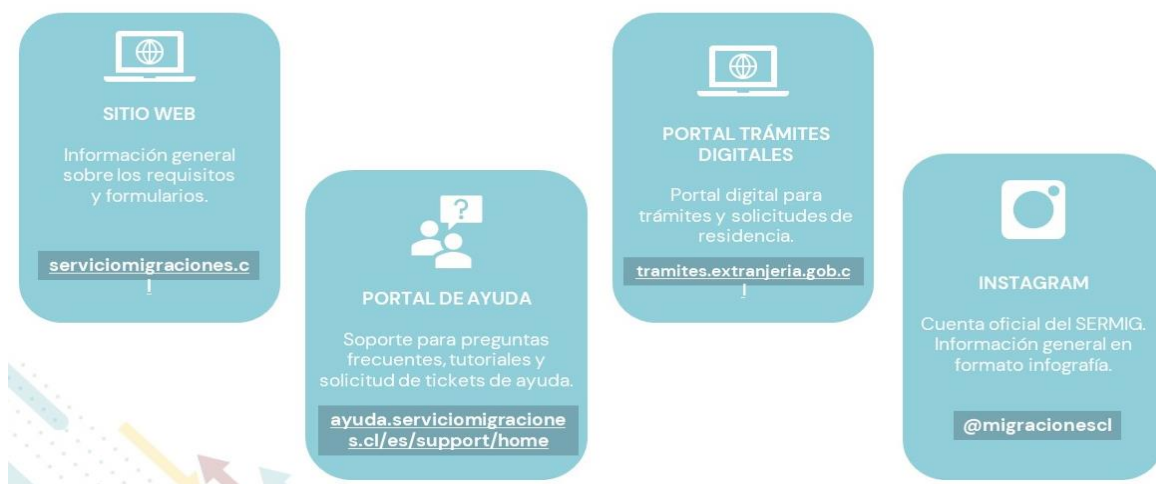 SITIO WEB
Información general
sobre los requisitos
y formularios.
serviciomigraciones.c
l
?
PORTAL DE AYUDA
Soporte para preguntas
frecuentes, tutoriales y
solicitud de tickets de ayuda.
ayuda.serviciomigracione
s.cl/es/support/home
PORTAL TRÁMITES
DIGITALES
Portal digital para
trámites y solicitudes de
residencia.
tramites.extranjeria.gob.c
l
INSTAGRAM
Cuenta oficial del SERMIG.
Información general en
formato infografía.
@migracionescl